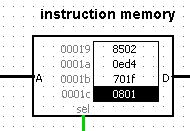 instruction memory
00019 8502
0001a 0ed4
A 0001b 701f D
0001c 0801
sel